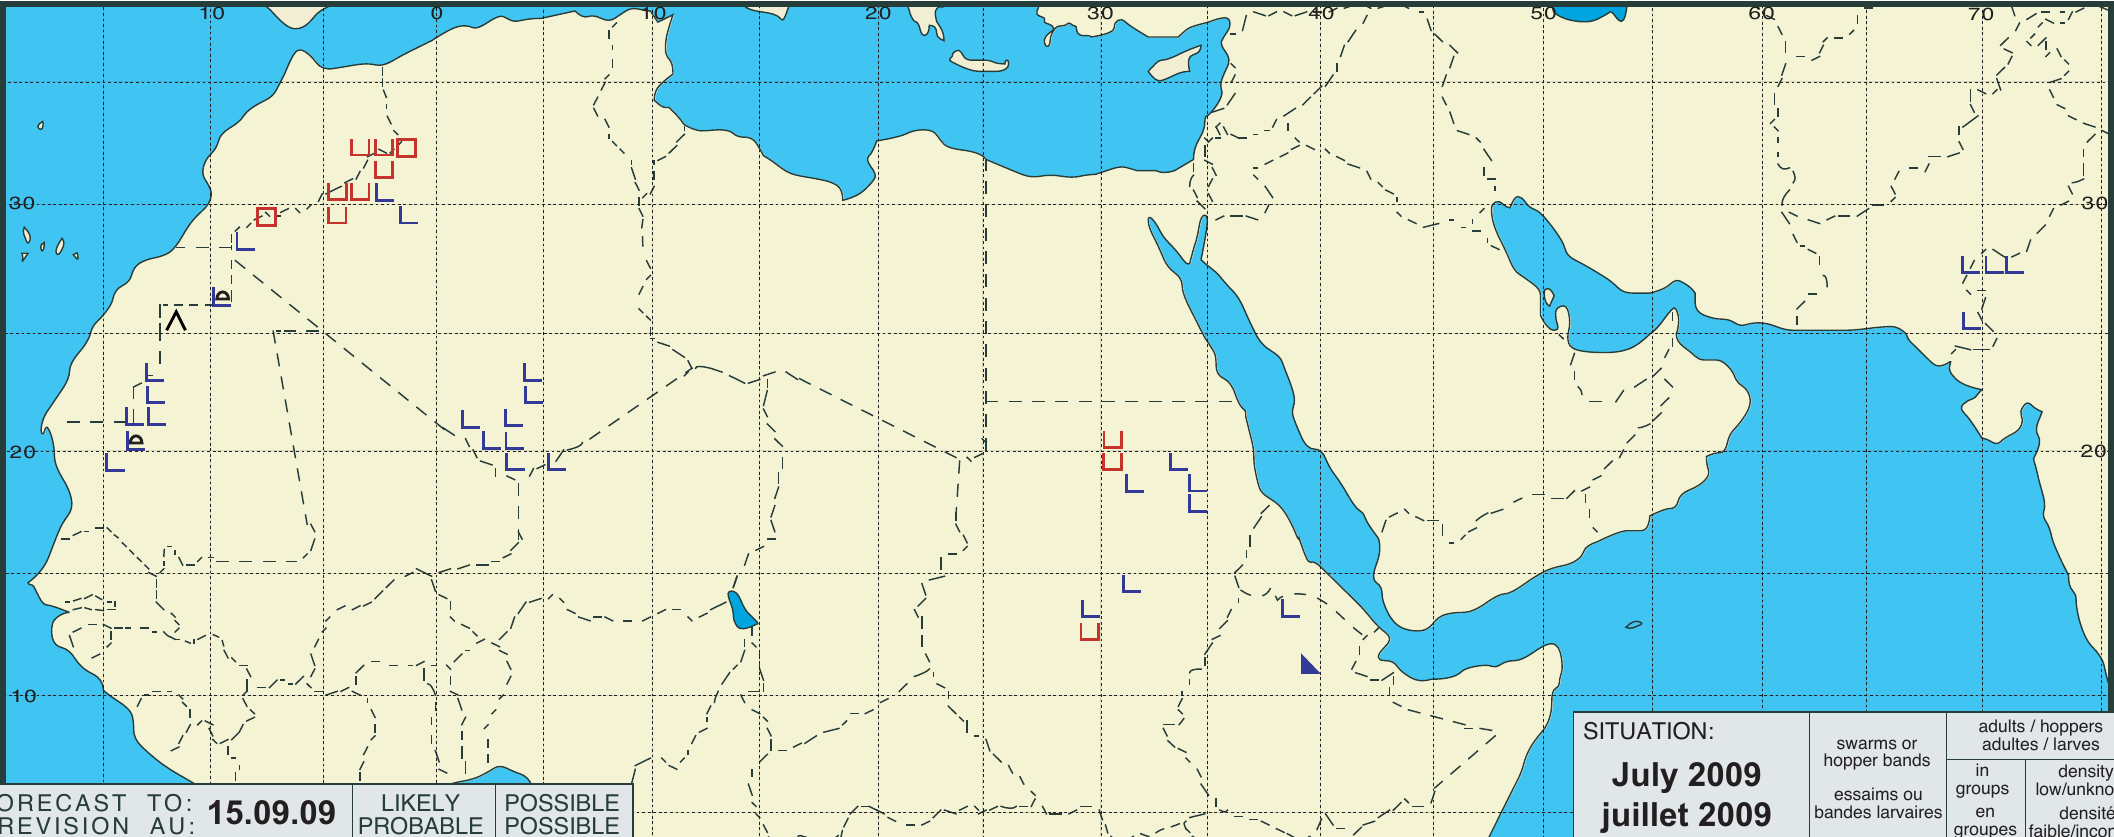 10 0 10 20 30 40 50 60 70
30 30
20 20
10
SITUATION:
July 2009
juillet 2009
swarms or
hopper bands
essaims ou
bandes larvaires
adults / hoppers
adultes / larves
in
groups
en
groupes
density
low/unkno
densité
faible/incor
ORECAST TO:
REVISION AU:
15.09.09
LIKELY
PROBABLE
POSSIBLE
POSSIBLE